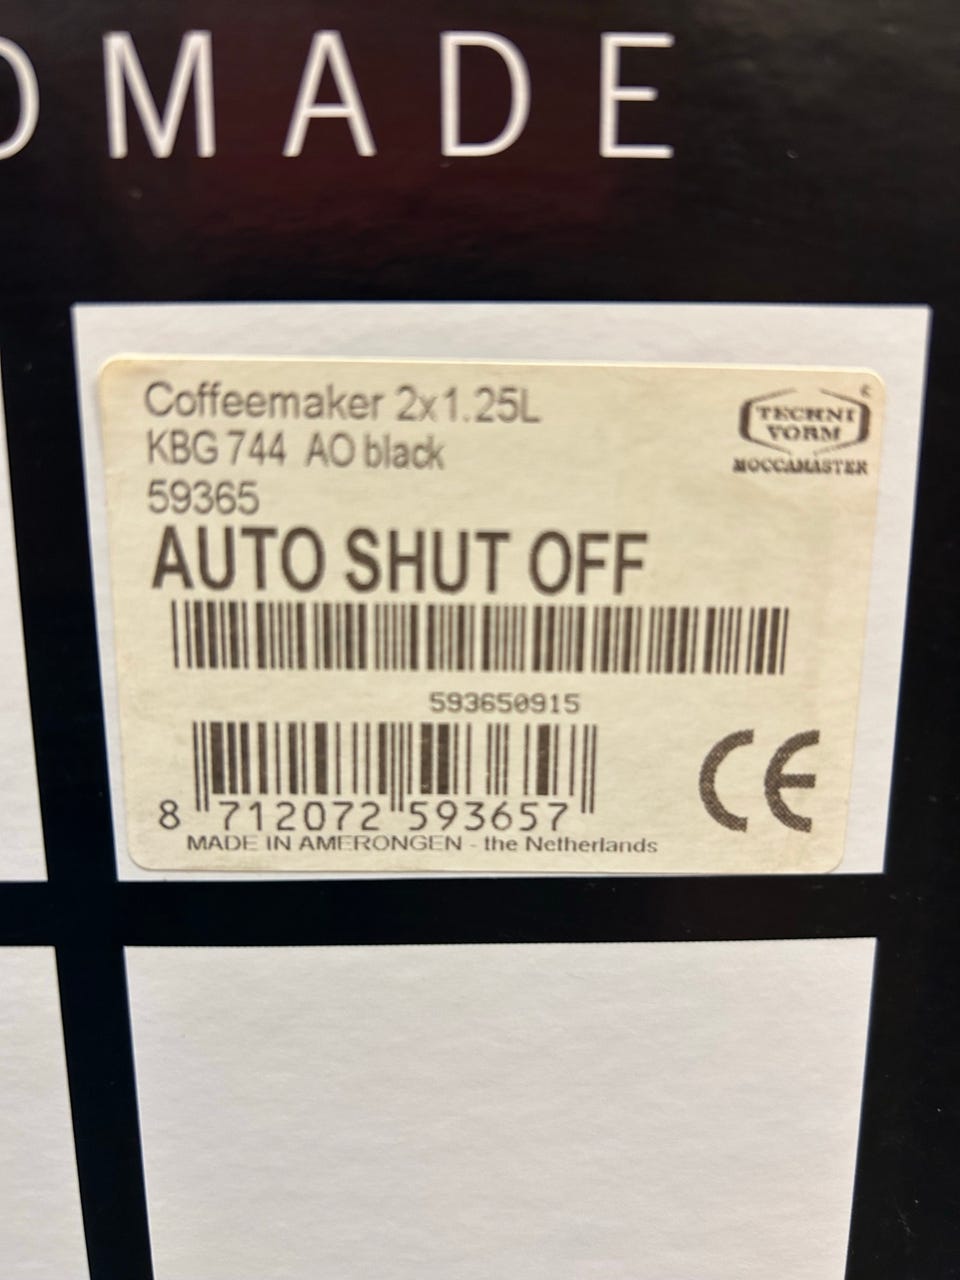 DMADE
Coffeemaker 2x1.25L
KBG 744 AO black
59365
AUTO SHUT OFF
TECHNI
VORM
MOCCAMASTER
593650915
8 712072 593657
CE
MADE IN AMERONGEN - the Netherlands